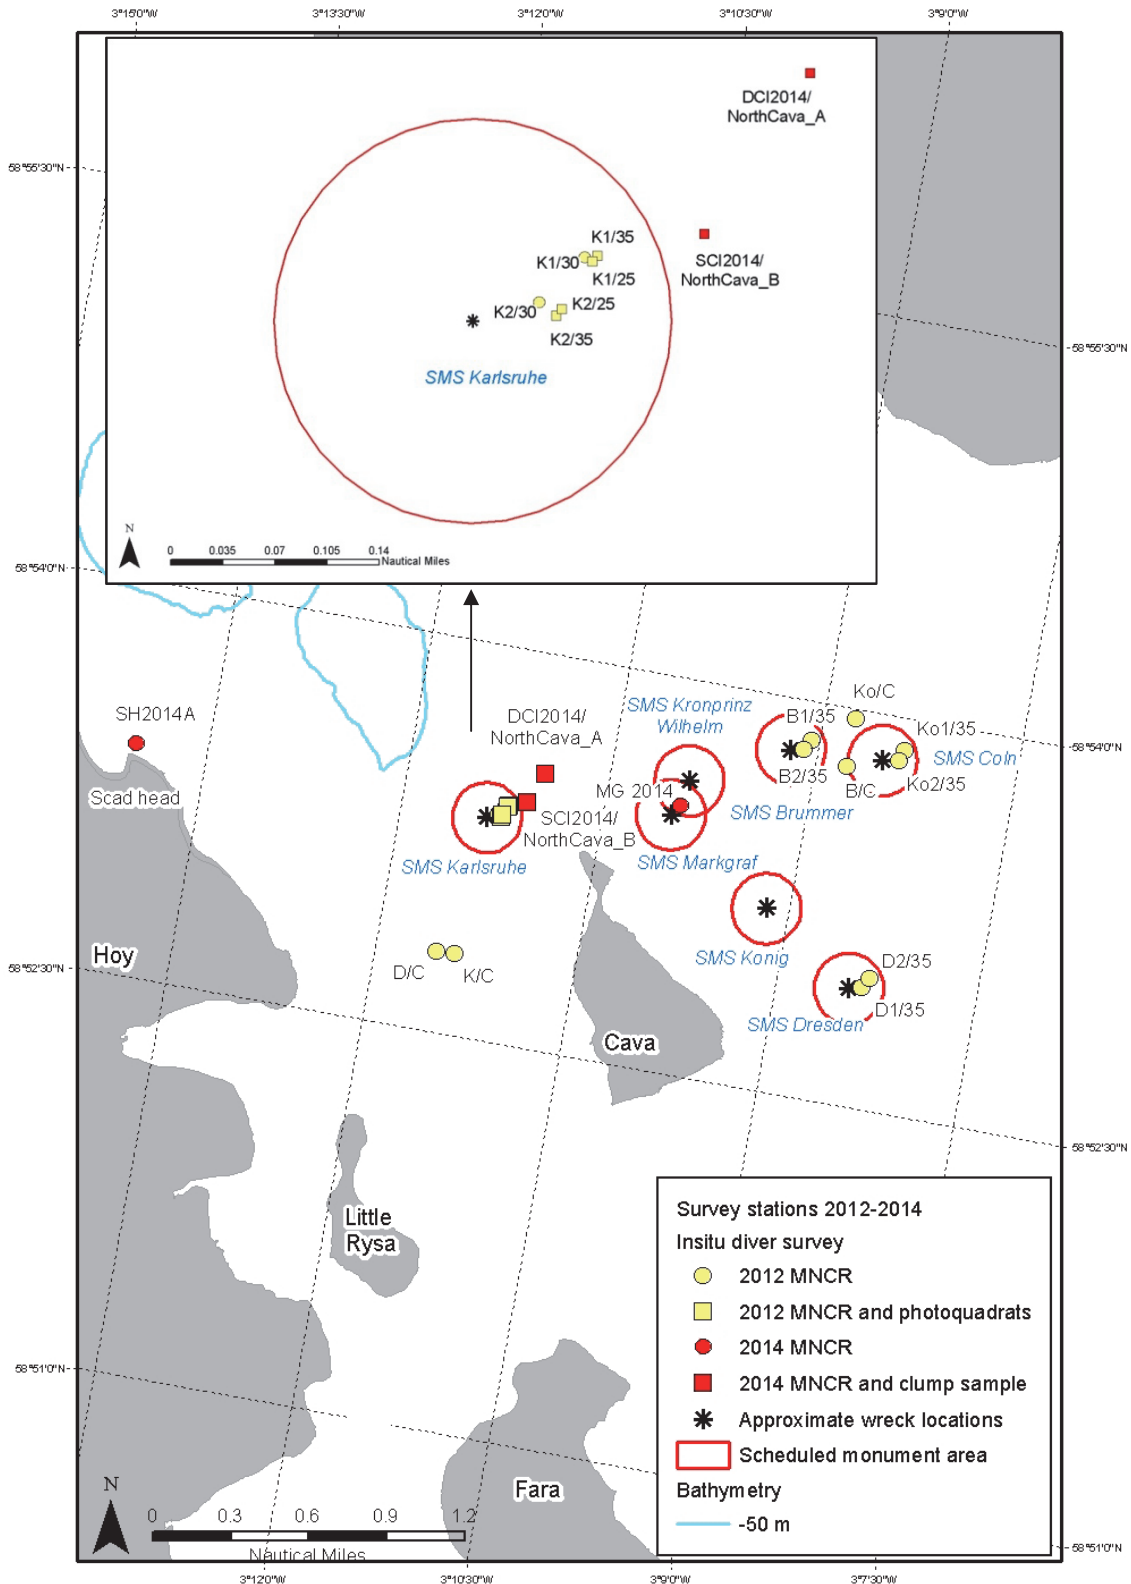 3°15'0"W
3°13'30"W
3°12'0"W
3°10'30"W
3°9'0"W
58°55'30"N
DCI2014/
NorthCava_A
K1/35
K1/30
K1/25
SCI2014/
NorthCava_B
K2/30
K2/25
K2/35
SMS Karlsruhe
58°55'30"N
N
0
0.035
0.07
0.105
0.14
Nautical Miles
58°54'0"N
SH2014A
Scad head
DCI2014/
NorthCava_A
SMS Kronprinz
Wilhelm
B1/35
Ko/C
Ko1/35
SMS Coln
58°54'0"N
B2/35
B/C
Ko2/35
MG 2014
SCI2014/
NorthCava_B
SMS Brummer
SMS Karlsruhe
SMS Markgraf
Hoy
58°52'30"N
D/C
K/C
SMS Konig
D2/35
D1/35
SMS Dresden
Cava
58°52'30"N
Little
Rysa
Survey stations 2012-2014
Insitu diver survey
2012 MNCR
2012 MNCR and photoquadrats
2014 MNCR
2014 MNCR and clump sample
Approximate wreck locations
Scheduled monument area
Bathymetry
-50 m
58°51'0"N
Fara
N
0
0.3
0.6
0.9
1.2
Nautical Miles
58°51'0"N
3°12'0"W
3°10'30"W
3°9'0"W
3°7'30"W